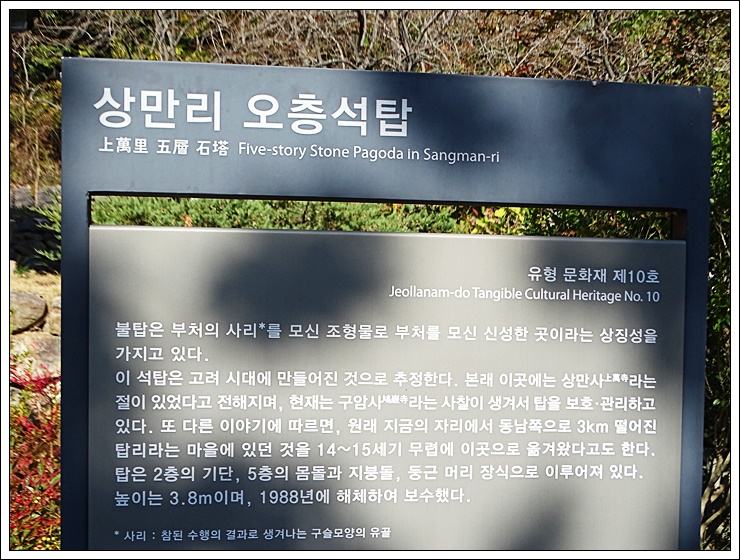 상만리 오층석탑
上萬里 五層 石塔 Five-story Stone Pagoda in Sangman-ri
유형 문화재 제10호
Jeollanam-do Tangible Cultural Heritage No. 10
불탑은 부처의 사리*를 모신 조형물로 부처를 모신 신성한 곳이라는 상징성을
가지고 있다.
이 석탑은 고려 시대에 만들어진 것으로 추정한다. 본래 이곳에는 상만사上萬寺라는
절이 있었다고 전해지며, 현재는 구암사鳩巖寺라는 사찰이 생겨서 탑을 보호·관리하고
있다. 또 다른 이야기에 따르면, 원래 지금의 자리에서 동남쪽으로 3km 떨어진
탑리라는 마을에 있던 것을 14~15세기 무렵에 이곳으로 옮겨왔다고도 한다.
탑은 2층의 기단, 5층의 몸돌과 지붕돌, 둥근 머리 장식으로 이루어져 있다.
높이는 3.8m이며, 1988년에 해체하여 보수했다.
* 사리 : 참된 수행의 결과로 생겨나는 구슬모양의 유골